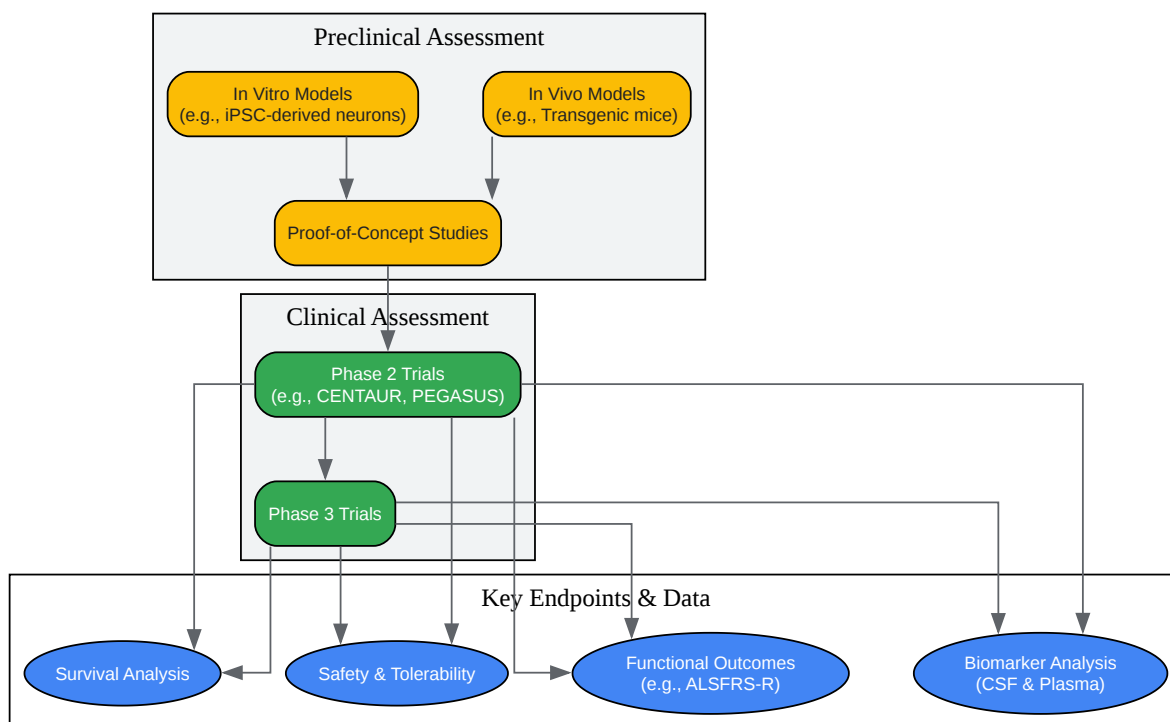 Preclinical Assessment
In Vitro Models
(e.g., iPSC-derived neurons)
In Vivo Models
(e.g., Transgenic mice)
Proof-of-Concept Studies
Clinical Assessment
Phase 2 Trials
(e.g., CENTAUR, PEGASUS)
Phase 3 Trials
Key Endpoints & Data
Survival Analysis
Safety & Tolerability
Functional Outcomes
(e.g., ALSFRS-R)
Biomarker Analysis
(CSF & Plasma)